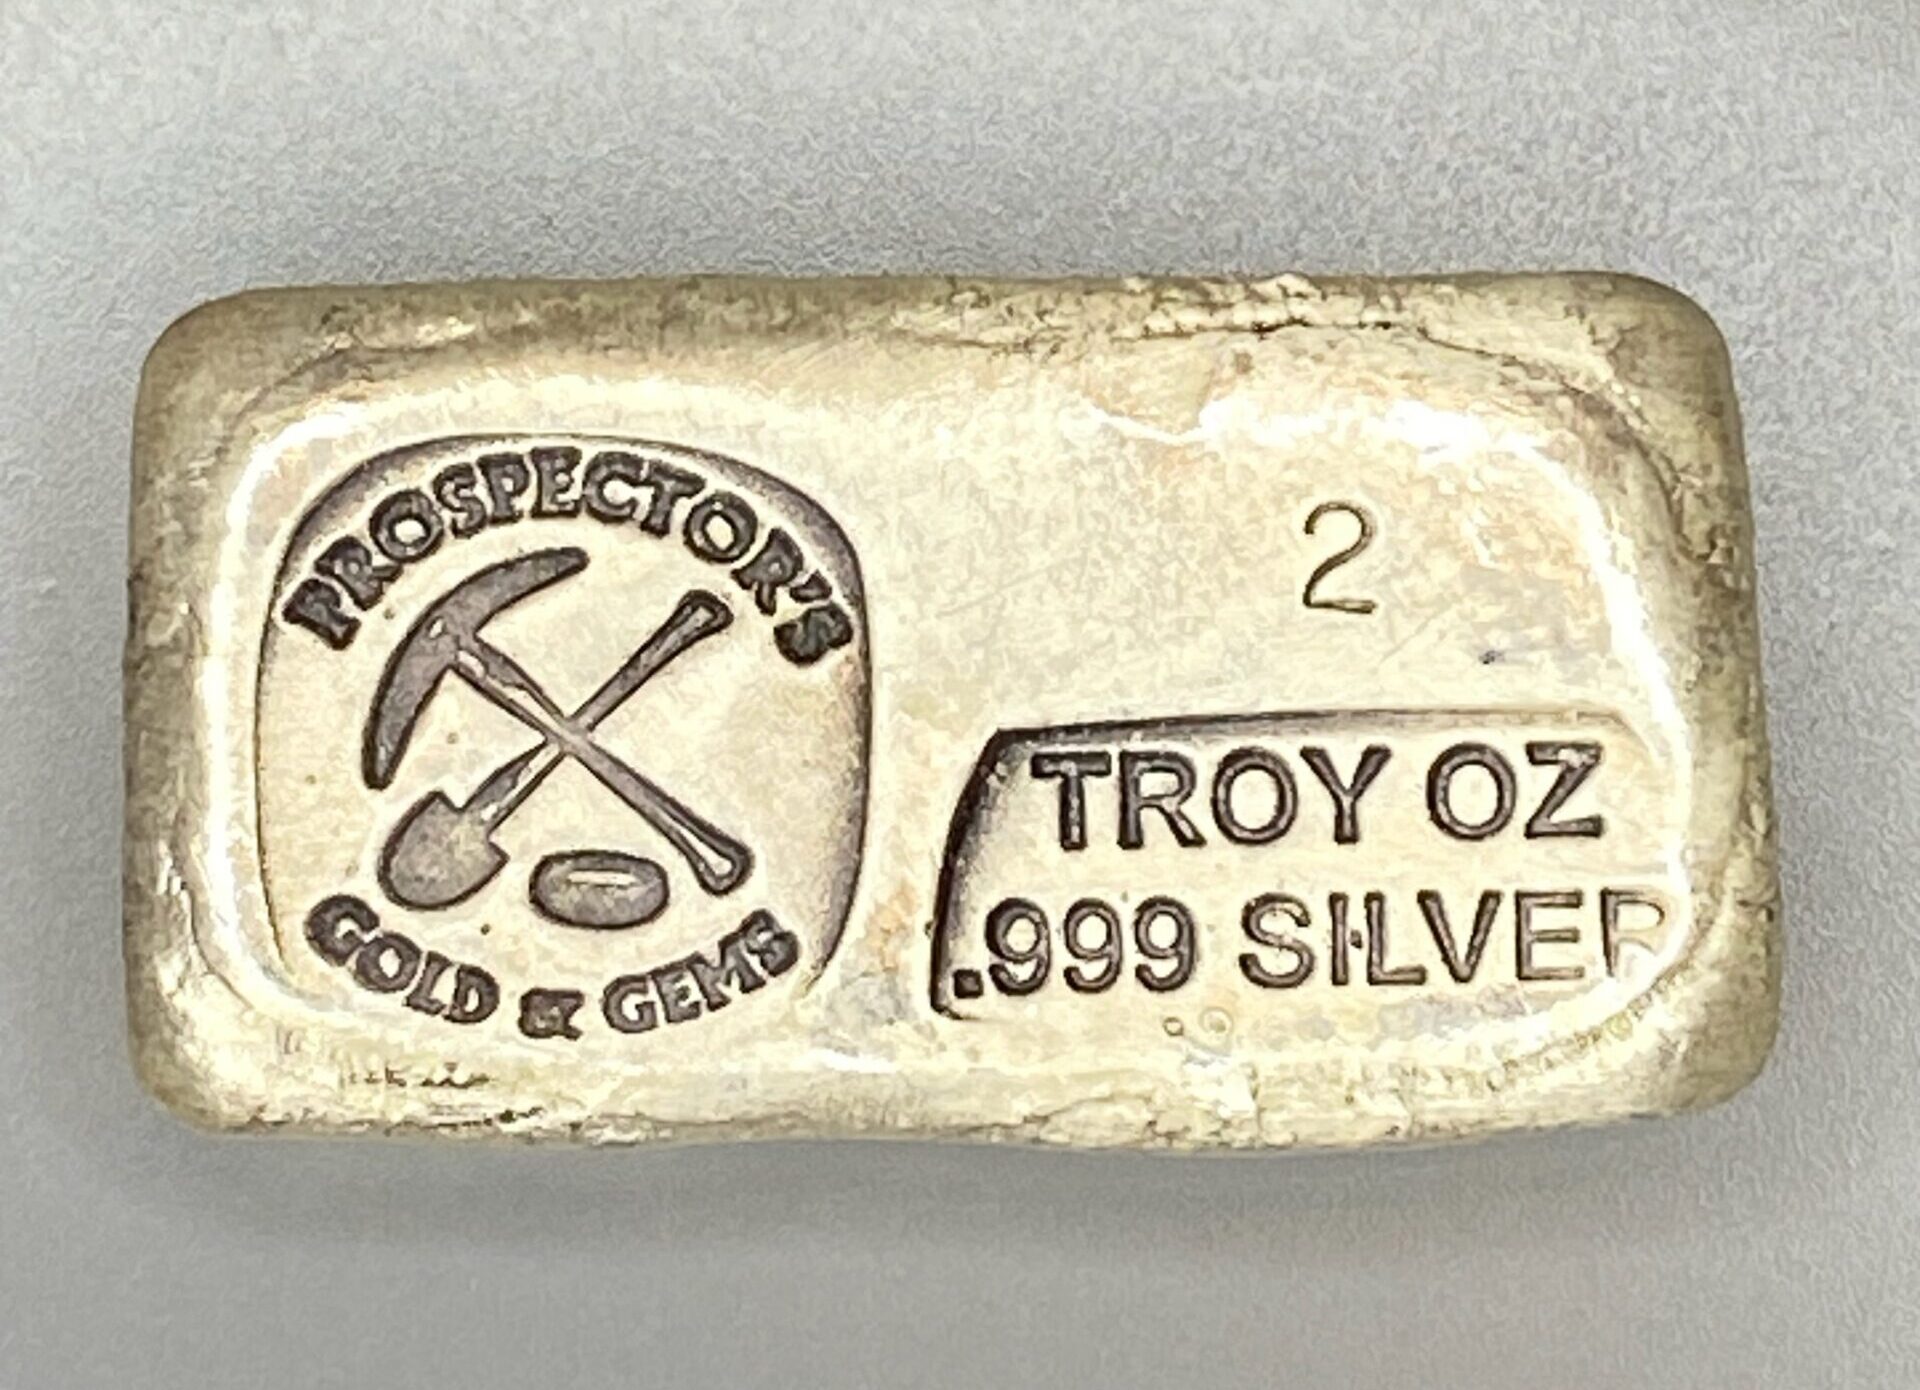 PROSPECTOR'S
GOLD & GEMS
2
TROY OZ
.999 SILVER